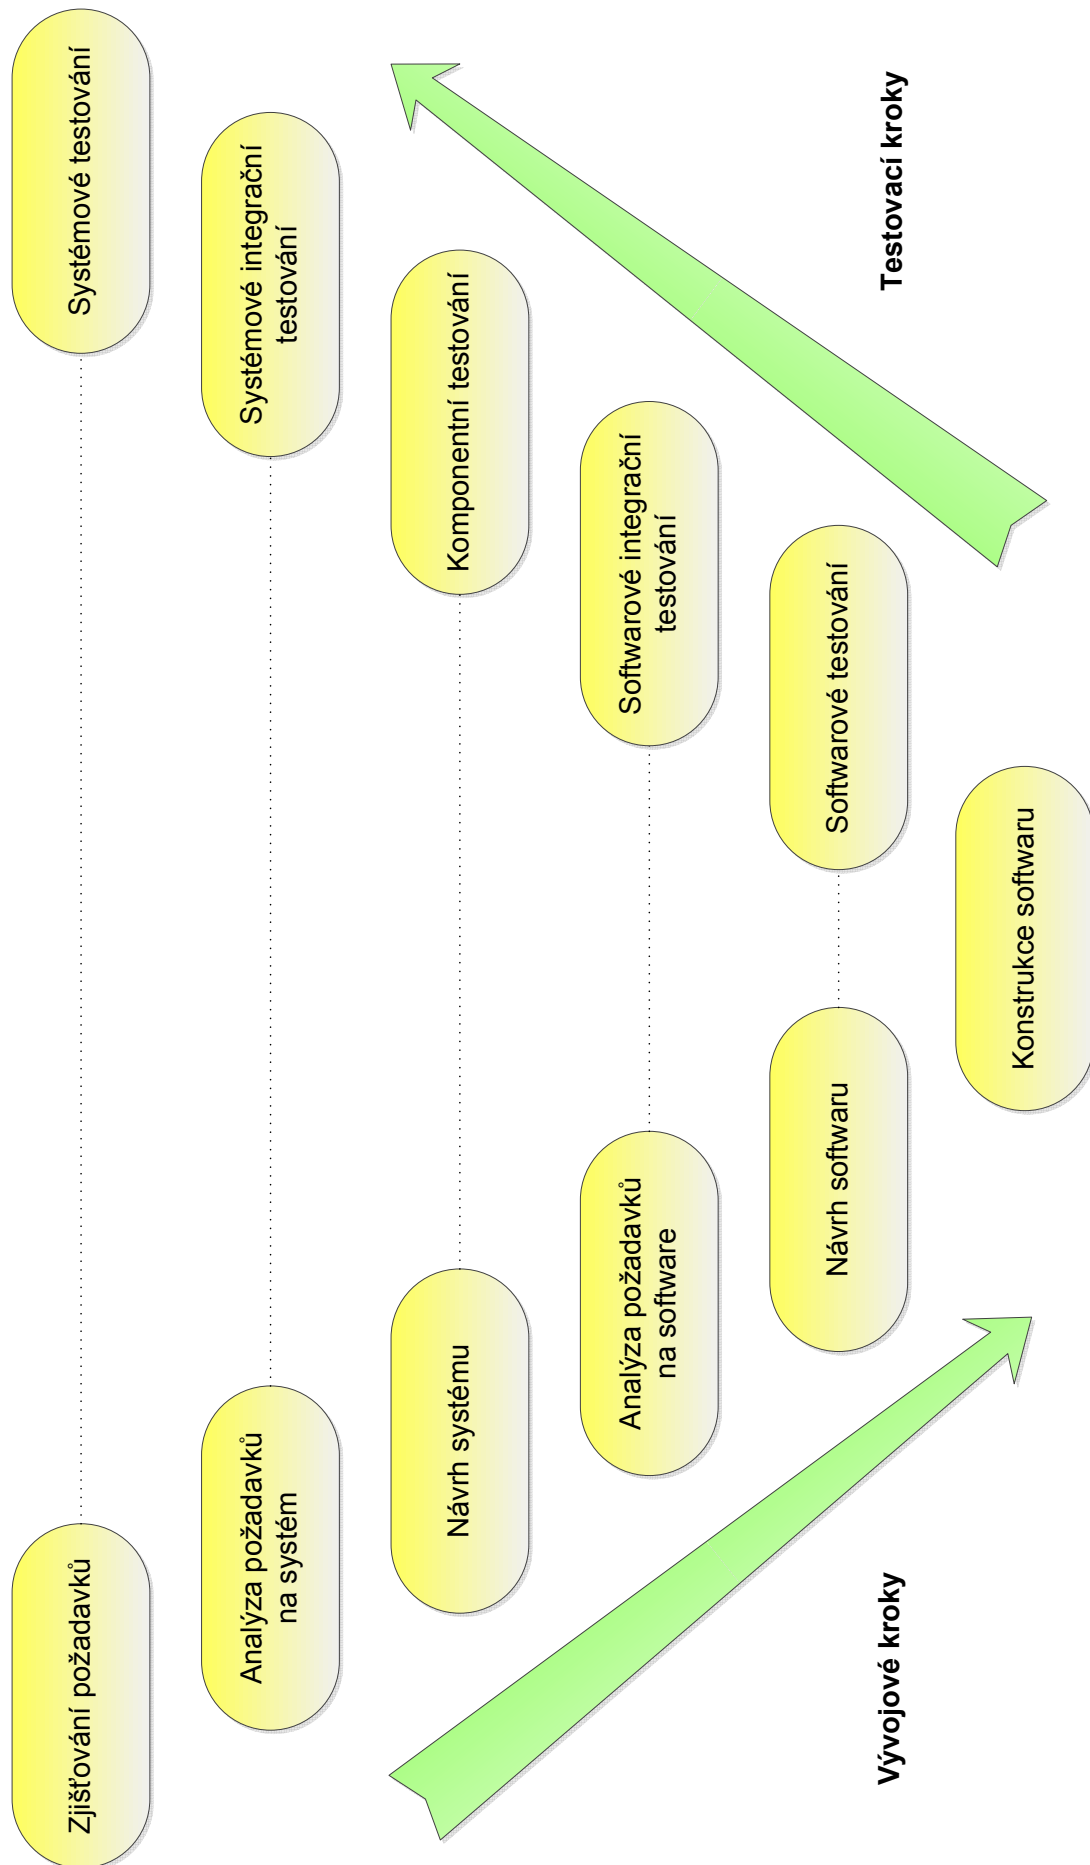 Zjišťování požadavků
Systémové testování
Analýza požadavků
na systém
Systémové integrační
testování
Návrh systému
Komponentní testování
Analýza požadavků
na software
Softwarové integrační
testování
Návrh softwaru
Softwarové testování
Vývojové kroky
Testovací kroky
Konstrukce softwaru